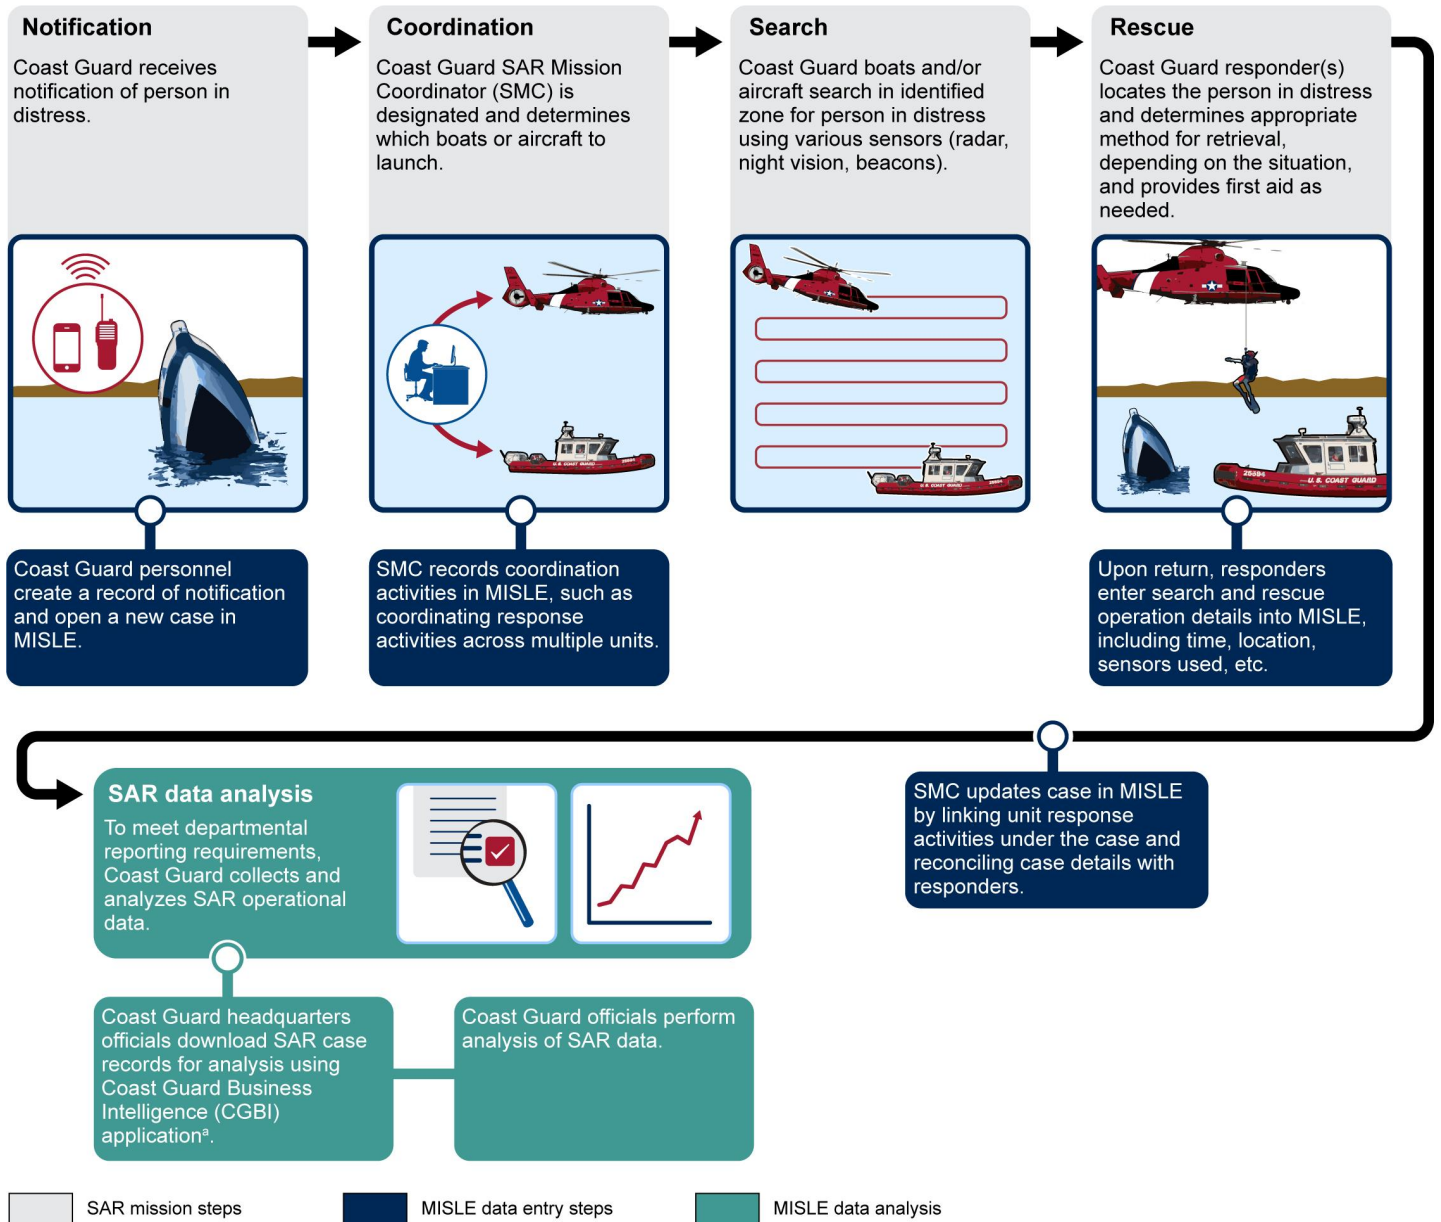 Notification
Coast Guard receives
notification of person in
distress.
Coordination
Coast Guard SAR Mission
Coordinator (SMC) is
designated and determines
which boats or aircraft to
launch.
Search
Coast Guard boats and/or
aircraft search in identified
zone for person in distress
using various sensors (radar,
night vision, beacons).
Rescue
Coast Guard responder(s)
locates the person in distress
and determines appropriate
method for retrieval,
depending on the situation,
and provides first aid as
needed.
U.S. COAST GUARD
25694
U.S. COAST GUARD
25694
25694
U.S. COAST GUARD
Coast Guard personnel
create a record of notification
and open a new case in
MISLE.
SMC records coordination
activities in MISLE, such as
coordinating response
activities across multiple units.
Upon return, responders
enter search and rescue
operation details into MISLE,
including time, location,
sensors used, etc.
SMC updates case in MISLE
by linking unit response
activities under the case and
reconciling case details with
responders.
SAR data analysis
To meet departmental
reporting requirements,
Coast Guard collects and
analyzes SAR operational
data.
Coast Guard headquarters
officials download SAR case
records for analysis using
Coast Guard Business
Intelligence (CGBI)
applicationᵃ.
Coast Guard officials perform
analysis of SAR data.
SAR mission steps
MISLE data entry steps
MISLE data analysis